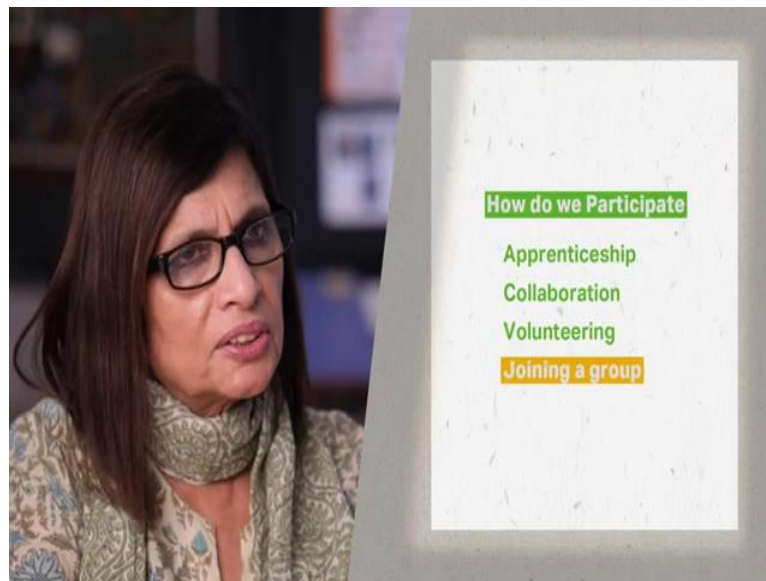 How do we Participate
Apprenticeship
Collaboration
Volunteering
Joining a group